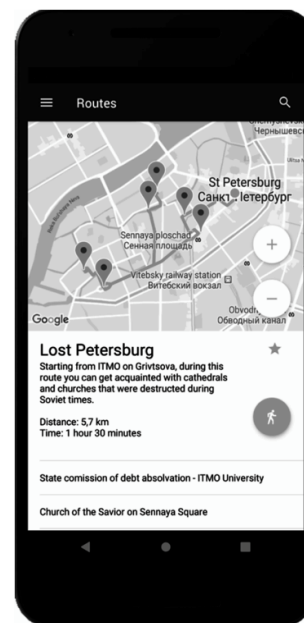 Routes
Чернышевск
St Petersburg
Санкт
Sennaya ploschad
Сенная площадь
Vitebsky railway station
Витебский вокзал
Обводный канал
Google
Lost Petersburg
Starting from ITMO on Grivtsova, during this
route you can get acquainted with cathedrals
and churches that were destructed during
Soviet times.
Distance: 5,7 km
Time: 1 hour 30 minutes
State comission of debt absolvation - ITMO University
Church of the Savior on Sennaya Square